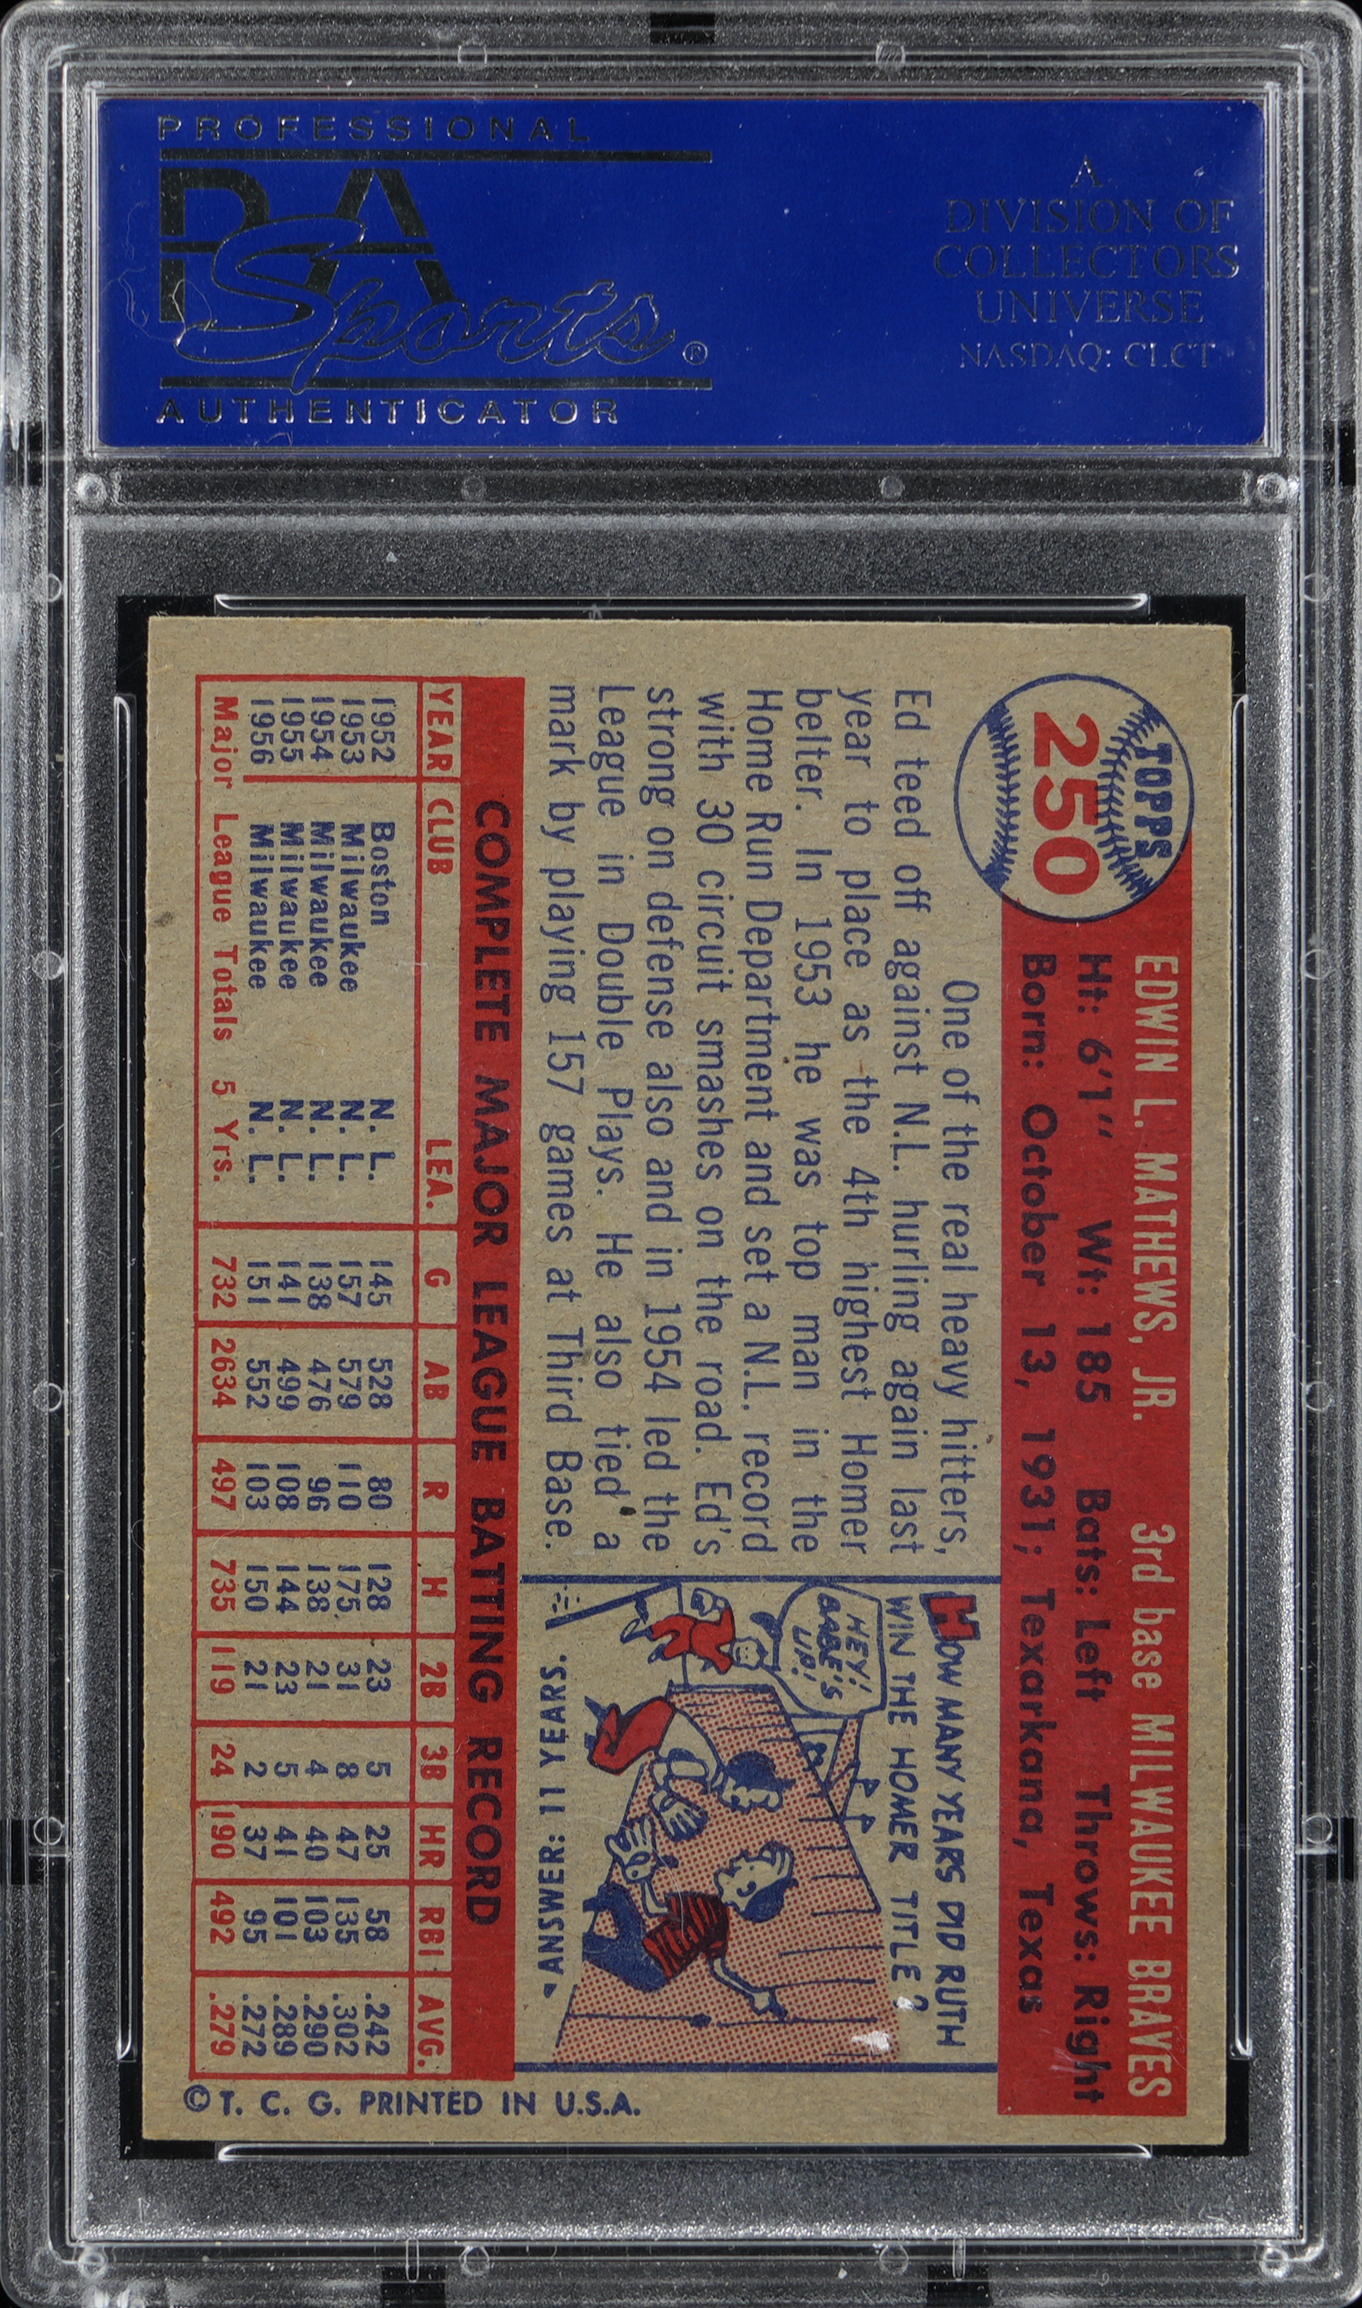 PROFESSIONAL
PSA
Sports®
AUTHENTICATOR
A
DIVISION OF
COLLECTORS
UNIVERSE
NASDAQ: CLCT
TOPPS
250
EDWIN L. MATHEWS, JR. 3rd base MILWAUKEE BRAVES
Ht: 6'1" Wt: 185 Bats: Left Throws: Right
Born: October 13, 1931; Texarkana, Texas
One of the real heavy hitters,
Ed teed off against N.L. hurling again last
year to place as the 4th highest Homer
belter. In 1953 he was top man in the
Home Run Department and set a N.L. record
with 30 circuit smashes on the road. Ed's
strong on defense also and in 1954 led the
League in Double Plays. He also tied a
mark by playing 157 games at Third Base.
HOW MANY YEARS DID RUTH
WIN THE HOMER TITLE?
HEY!
BABE'S
UP!
ANSWER: 11 YEARS.
COMPLETE MAJOR LEAGUE BATTING RECORD
YEAR CLUB LEA. G AB R H 2B 3B HR RBI AVG.
1952 Boston N. L. 145 528 80 128 23 5 25 58 .242
1953 Milwaukee N. L. 157 579 110 175 31 8 47 135 .302
1954 Milwaukee N. L. 138 476 96 138 21 4 40 103 .290
1955 Milwaukee N. L. 141 499 108 144 23 5 41 101 .289
1956 Milwaukee N. L. 151 552 103 150 21 2 37 95 .272
Major League Totals 5 Yrs. 732 2634 497 735 119 24 190 492 .279
© T. C. G. PRINTED IN U.S.A.